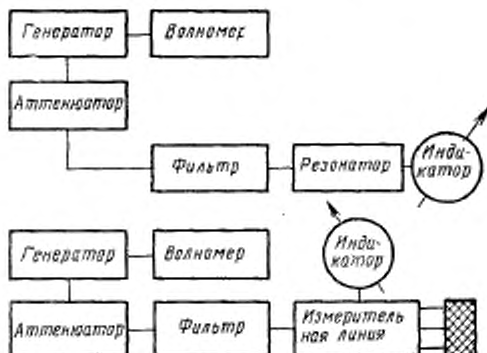 Генератор
Волномер
Аттенюатор
Фильтр
Резонатор
Инди-
катор
Генератор
Волномер
Инди-
катор
Аттенюатор
Фильтр
Измеритель
ная линия